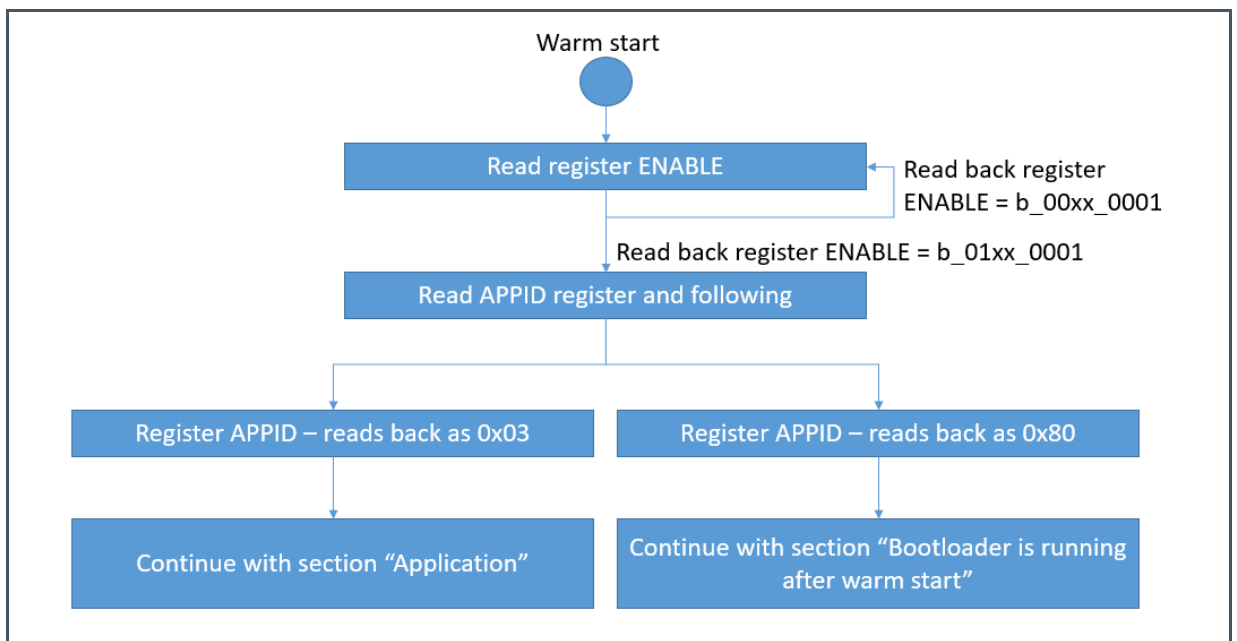 Warm start
Read register ENABLE
Read back register
ENABLE = b_00xx_0001
Read back register ENABLE = b_01xx_0001
Read APPID register and following
Register APPID – reads back as 0x03
Register APPID – reads back as 0x80
Continue with section “Application”
Continue with section “Bootloader is running
after warm start”